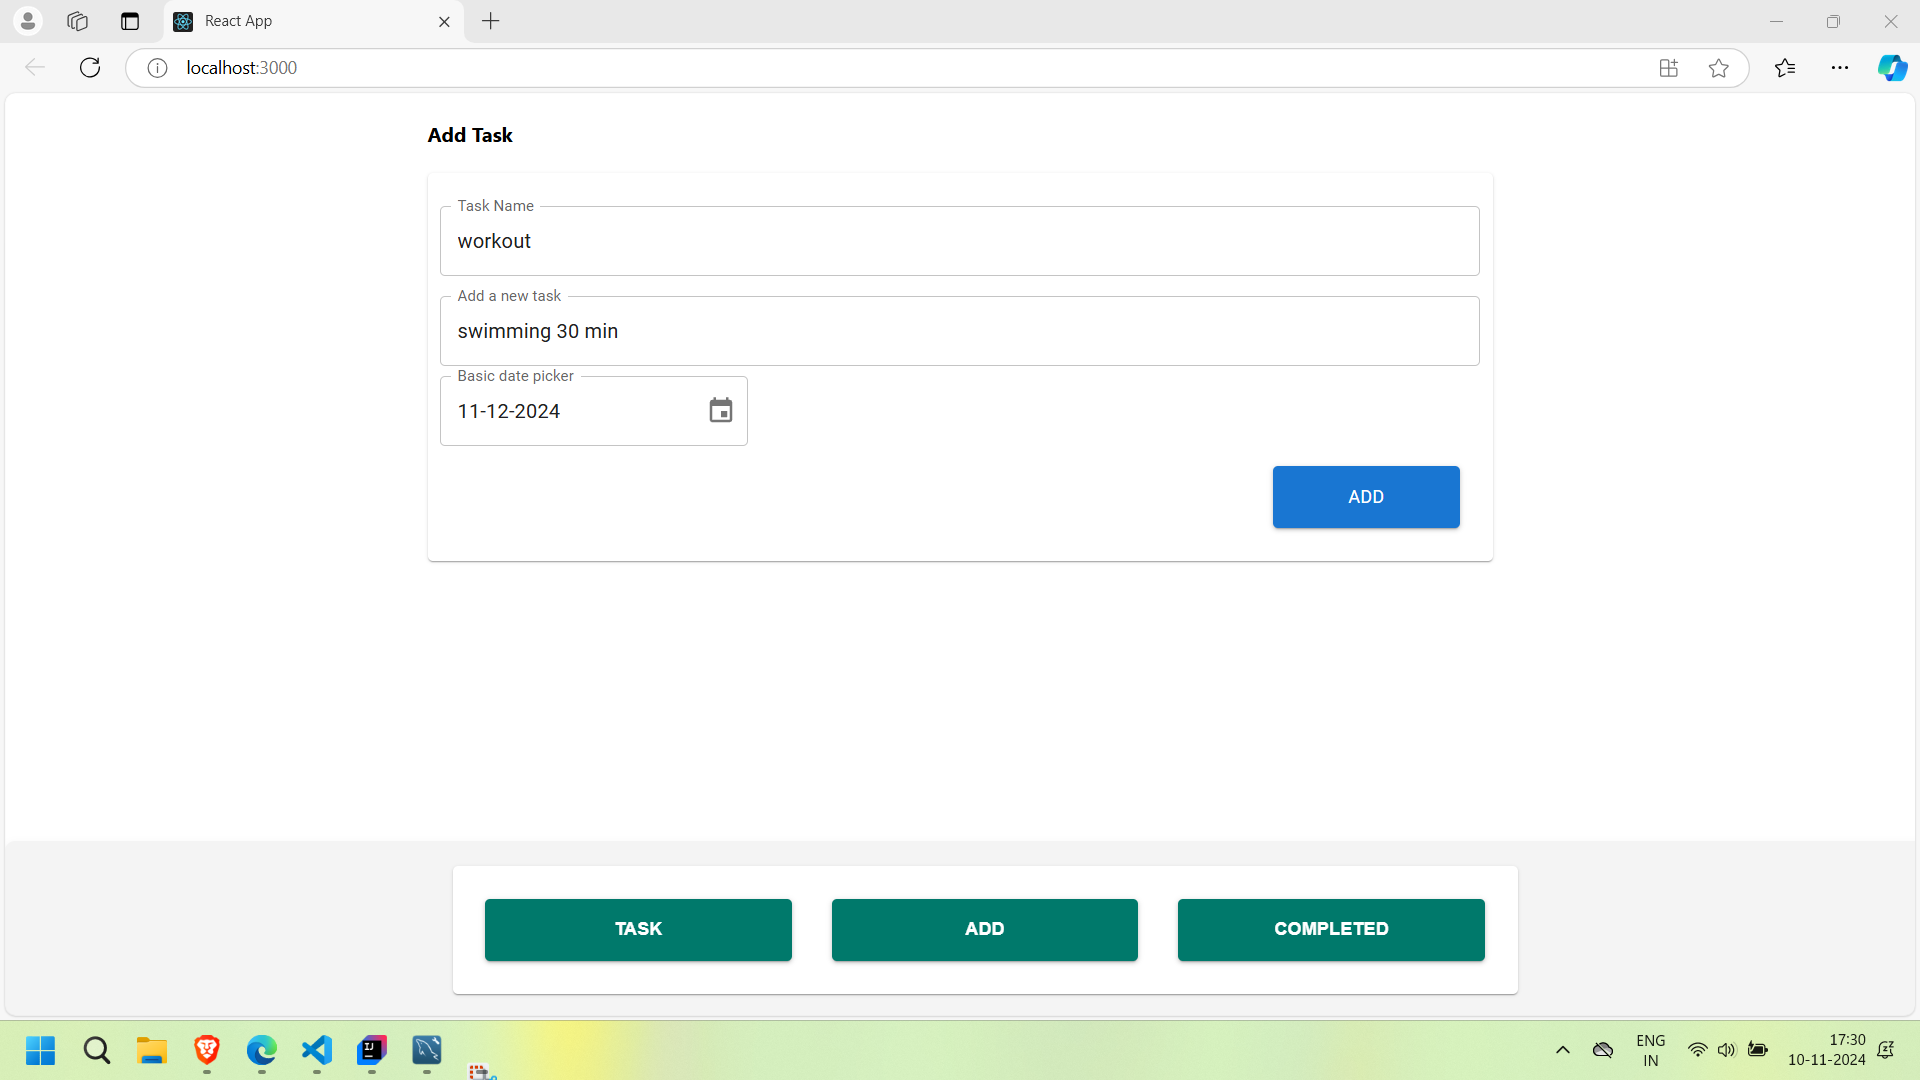 React App
localhost:3000
Add Task
Task Name
workout
Add a new task
swimming 30 min
Basic date picker
11-12-2024
ADD
TASK
ADD
COMPLETED
IJ
ENG
IN
17:30
10-11-2024